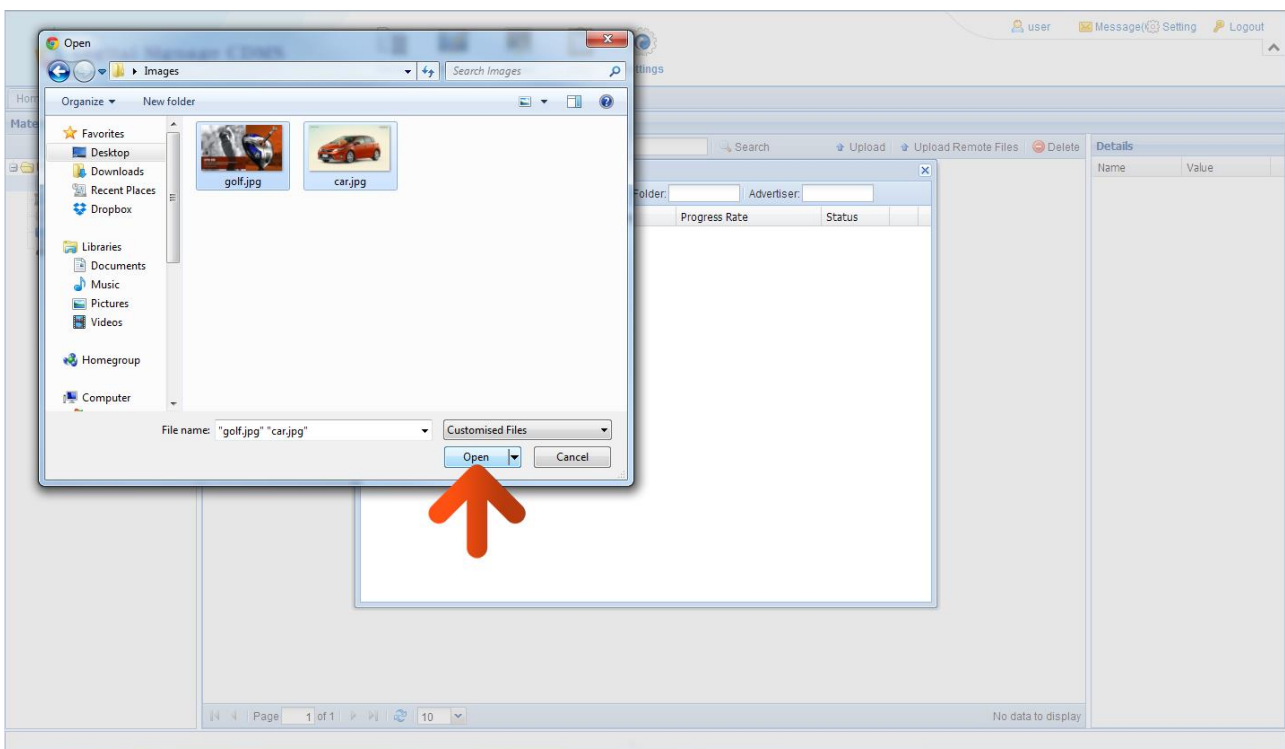 Open
user Message( Setting Logout
Images
Search Images
ttings
Organize New folder
Hom
Mate
Favorites
Desktop
Downloads
Recent Places
Dropbox
golf.jpg car.jpg
Search Upload Upload Remote Files Delete
Details
Name Value
Folder: Advertiser:
Progress Rate Status
Libraries
Documents
Music
Pictures
Videos
Homegroup
Computer
File name: "golf.jpg" "car.jpg" Customised Files
Open Cancel
Page 1 of 1 10 No data to display